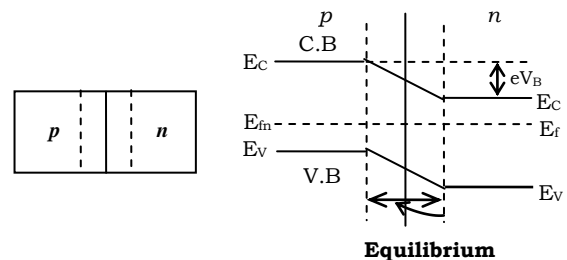 p n
C.B
E_C eV_B
E_C
p n
E_fn E_f
E_V
V.B
E_V
Equilibrium